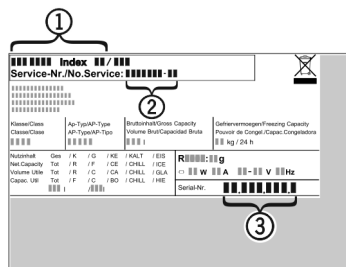 1
Index /
Service-Nr./No.Service: -
2
Klasse/Class
Classe/Clase
Ap-Typ/AP-Type
AP-Type/AP-Tipo
Bruttoinhalt/Gross Capacity
Volume Brut/Capacidad Bruta
l
Gefriervermoegen/Freezing Capacity
Pouvoir de Congel./Capac.Congeladora
kg / 24 h
Nutzinhalt Ges / K / G / KE / KALT / EIS
Net.Capacity Tot / R / F / CE / CHILL / ICE
Volume Utile Tot / R / C / CA / CHILL / GLA
Capac. Util Tot / F / C / BO / CHILL / HIE
l / l
R : g
W A - V Hz
Serial-Nr. . . .
3